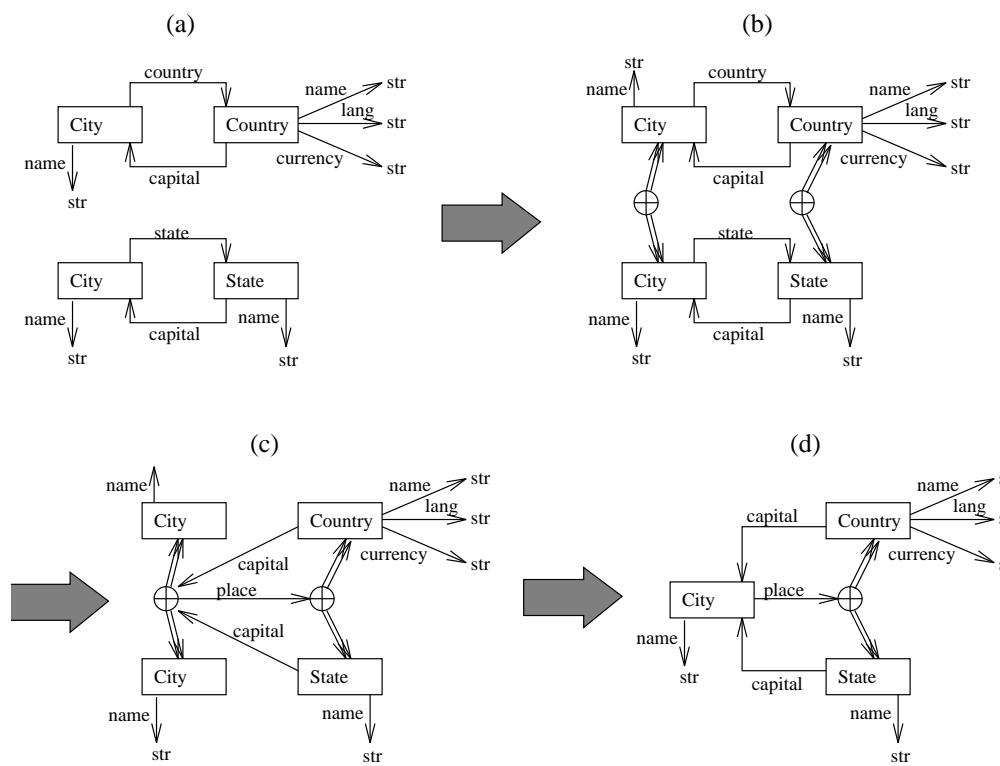 (a)
country
City
Country
name
lang
currency
str
str
str
name
str
capital
state
City
State
name
str
capital
name
str
(b)
str
name
country
City
Country
name
lang
currency
str
str
str
capital
state
City
State
name
str
capital
name
str
(c)
name
City
Country
name
lang
currency
str
str
str
capital
place
capital
City
State
name
str
name
str
(d)
capital
Country
name
lang
currency
City
place
name
str
capital
State
name
str